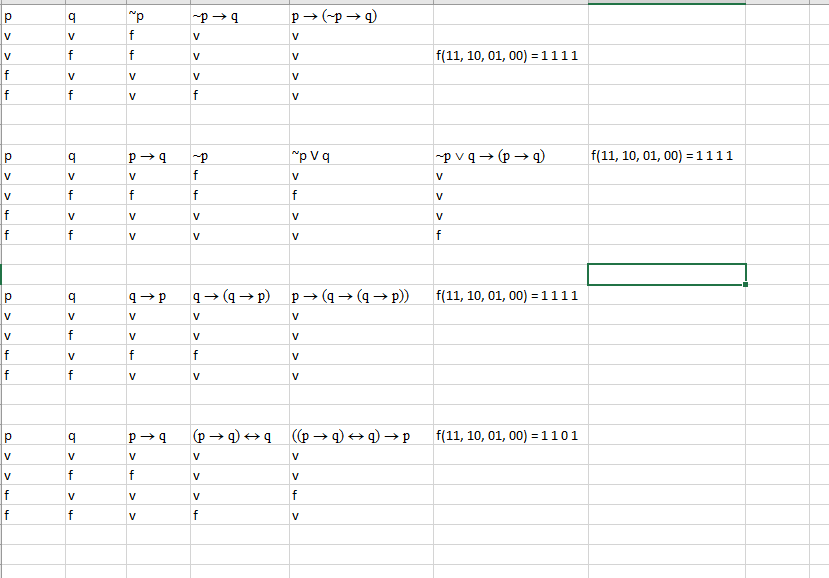 p q ~p ~p → q p → (~p → q)
v v f v v
v f f v v f(11, 10, 01, 00) = 1 1 1 1
f v v v v
f f v f v
p q p → q ~p ~p V q ~p ∨ q → (p → q) f(11, 10, 01, 00) = 1 1 1 1
v v v f v v
v f f f f v
f v v v v v
f f v v v f
p q q → p q → (q → p) p → (q → (q → p)) f(11, 10, 01, 00) = 1 1 1 1
v v v v v
v f v v v
f v f f v
f f v v v
p q p → q (p → q) ↔ q ((p → q) ↔ q) → p f(11, 10, 01, 00) = 1 1 0 1
v v v v v
v f f v v
f v v v f
f f v f v